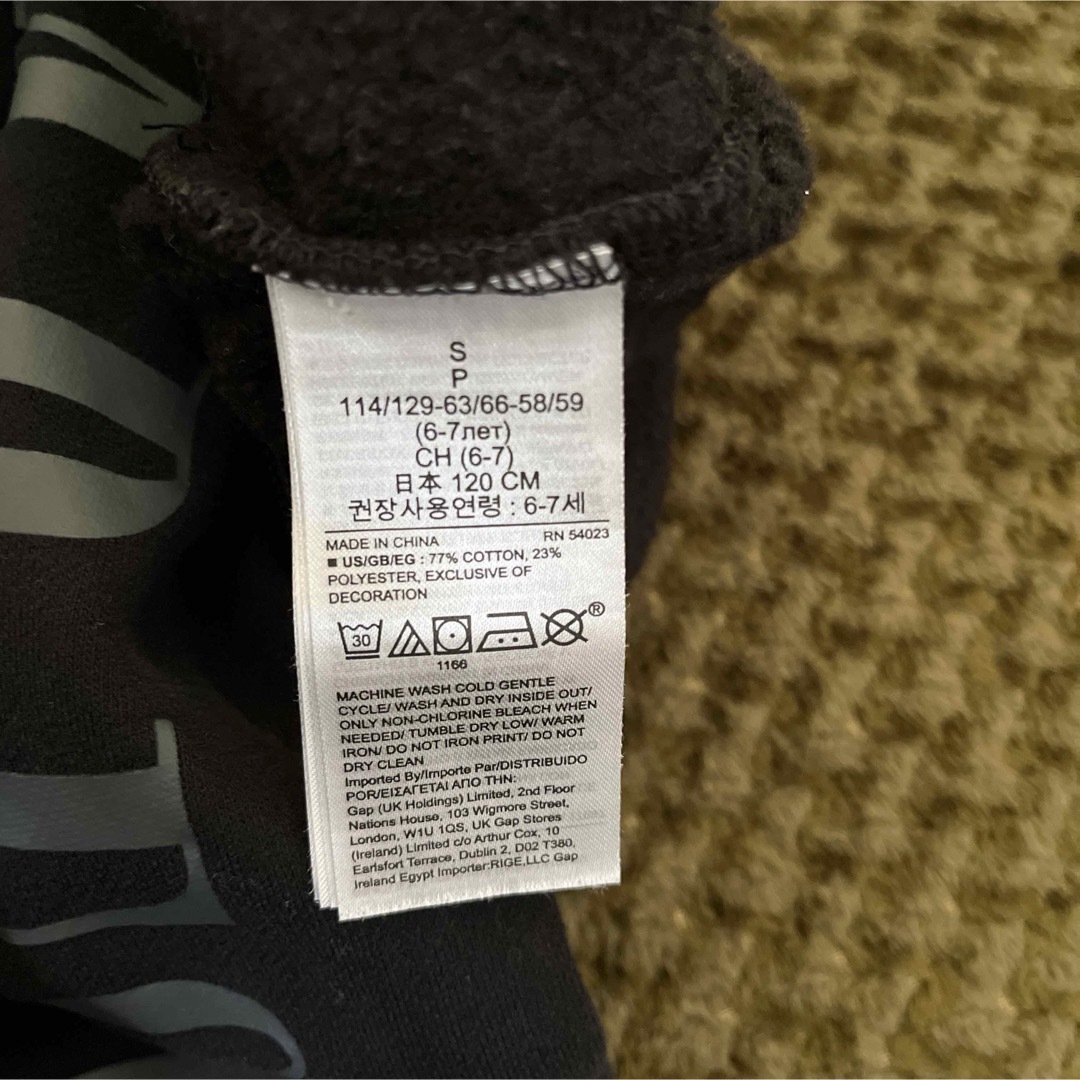 S
P
114/129-63/66-58/59
(6-7лет)
CH (6-7)
日本 120 CM
권장사용연령 : 6-7세
MADE IN CHINA RN 54023
■ US/GB/EG : 77% COTTON, 23%
POLYESTER, EXCLUSIVE OF
DECORATION
30
®
1166
MACHINE WASH COLD GENTLE
CYCLE/ WASH AND DRY INSIDE OUT/
ONLY NON-CHLORINE BLEACH WHEN
NEEDED/ TUMBLE DRY LOW/ WARM
IRON/ DO NOT IRON PRINT/ DO NOT
DRY CLEAN
Imported By/Importe Par/DISTRIBUIDO
POR/ΕΙΣΑΓΕΤΑΙ ΑΠΟ ΤΗΝ:
Gap (UK Holdings) Limited, 2nd Floor
Nations House, 103 Wigmore Street,
London, W1U 1QS, UK Gap Stores
(Ireland) Limited c/o Arthur Cox, 10
Earlsfort Terrace, Dublin 2, D02 T380,
Ireland Egypt Importer:RIGE,LLC Gap